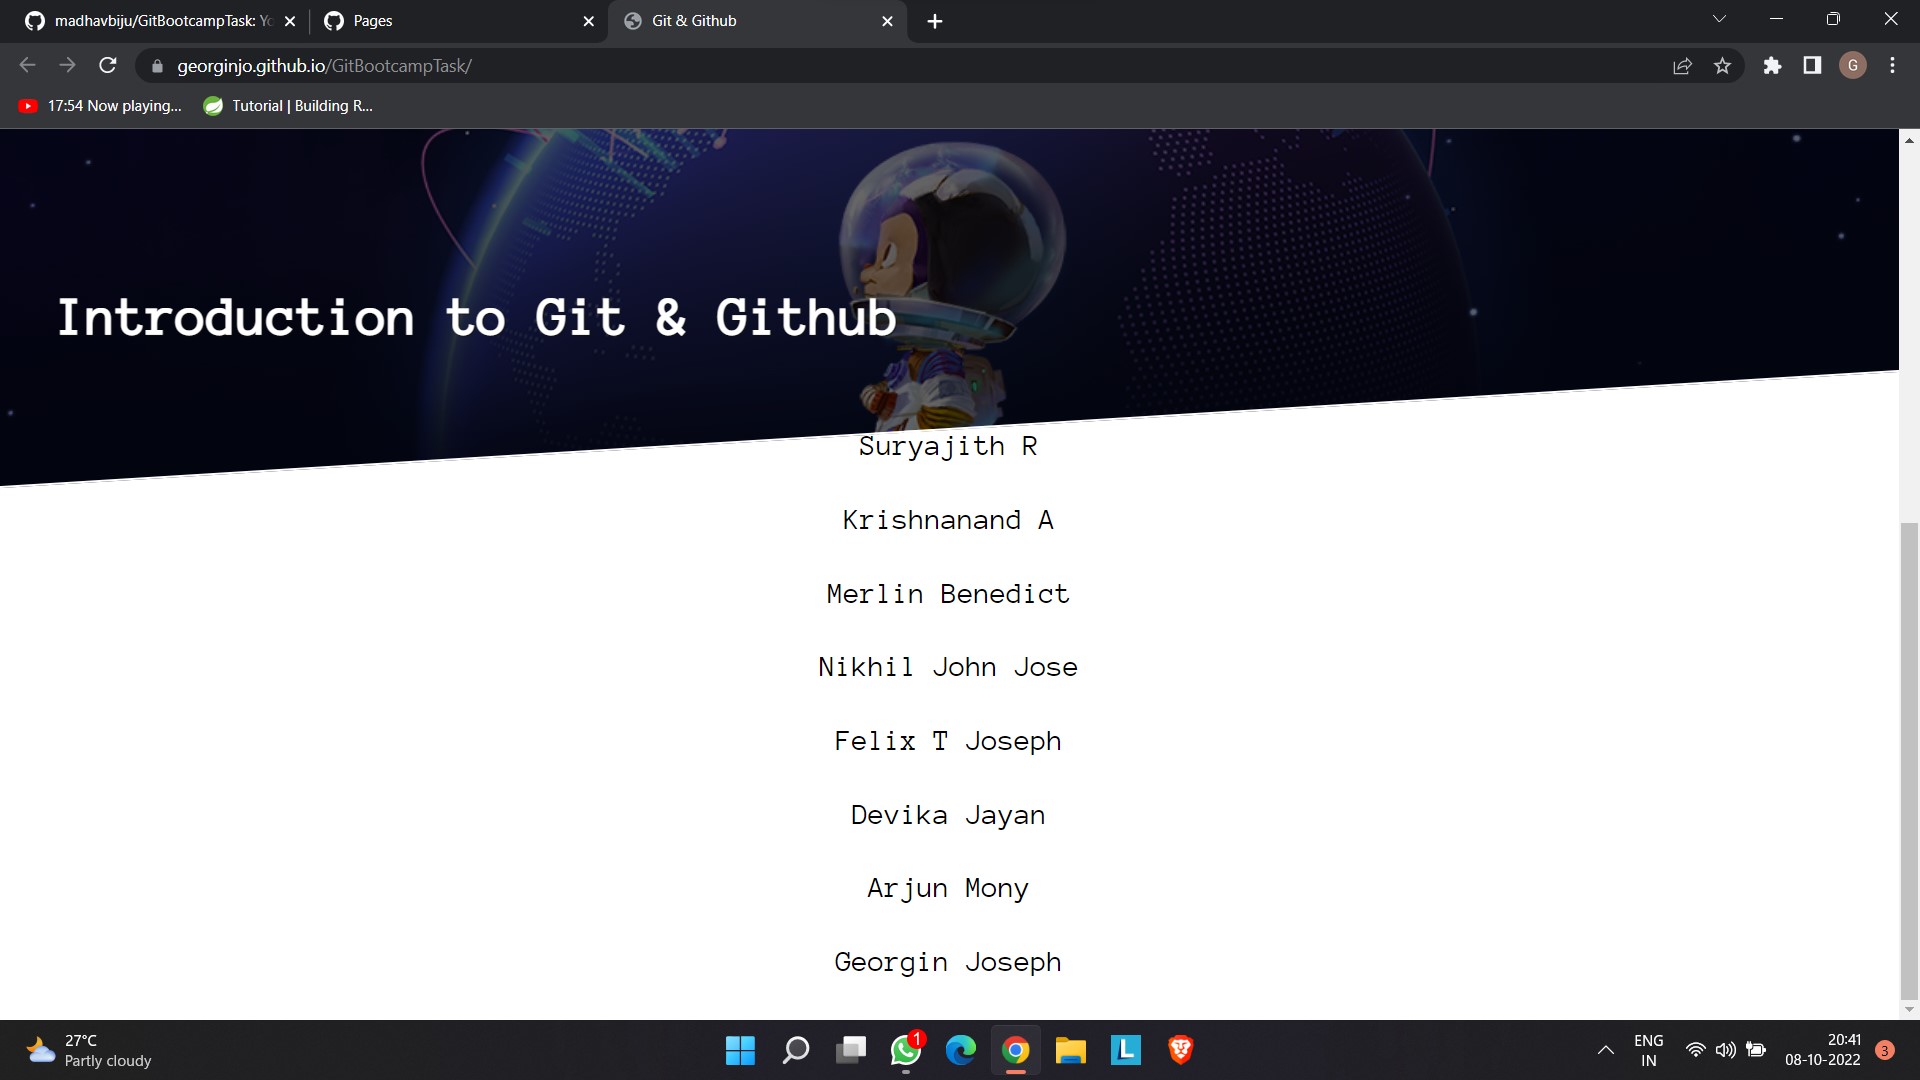 madhavbiju/GitBootcampTask: Yo
Pages
Git & Github
georginjo.github.io/GitBootcampTask/
G
17:54 Now playing...
Tutorial | Building R...
Introduction to Git & Github
Suryajith R
Krishnanand A
Merlin Benedict
Nikhil John Jose
Felix T Joseph
Devika Jayan
Arjun Mony
Georgin Joseph
27°C
Partly cloudy
1
L
ENG
IN
20:41
08-10-2022
3